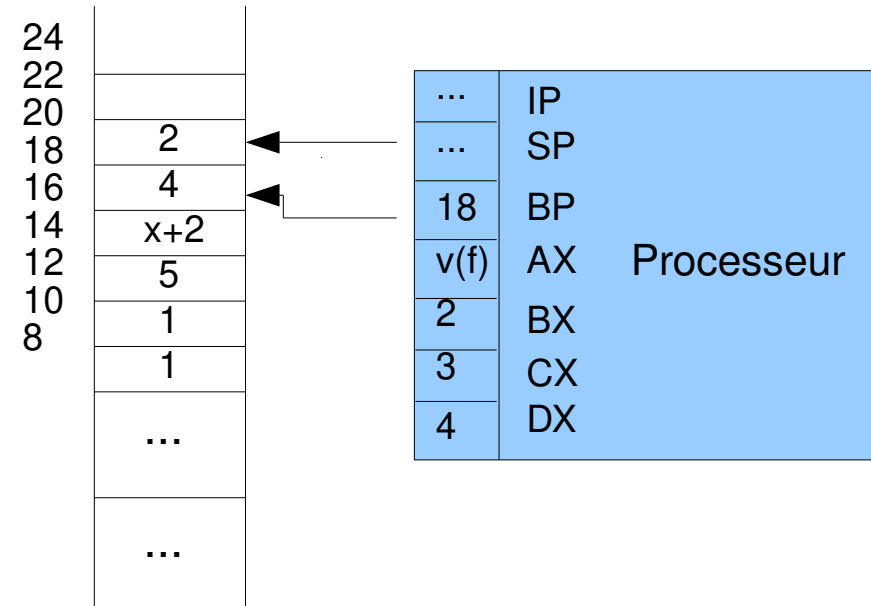 24
22
20
18
16
14
12
10
8
2
4
x+2
5
1
1
...
...
... IP
... SP
18 BP
v(f) AX Processeur
2 BX
3 CX
4 DX